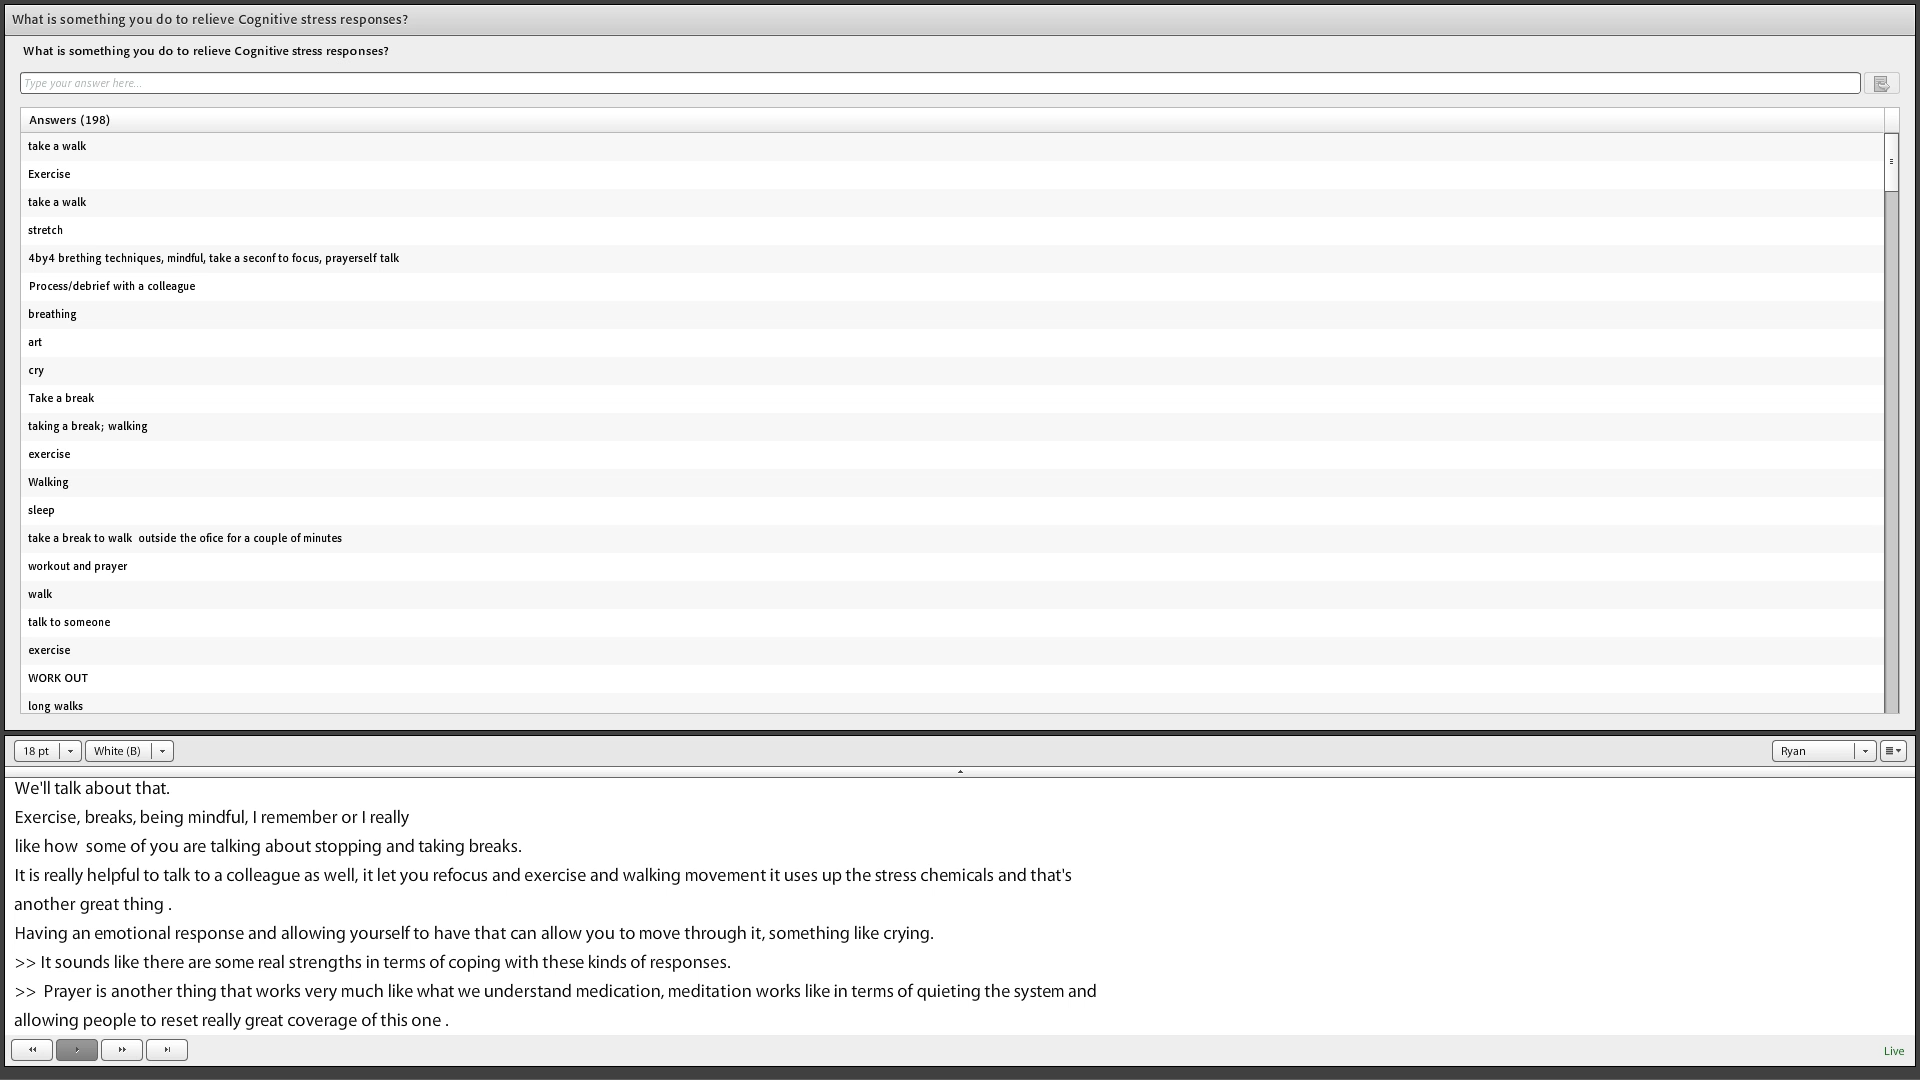 What is something you do to relieve Cognitive stress responses?
What is something you do to relieve Cognitive stress responses?
Type your answer here...
Answers (198)
take a walk
Exercise
take a walk
stretch
4by4 brething techniques, mindful, take a seconf to focus, prayerself talk
Process/debrief with a colleague
breathing
art
cry
Take a break
taking a break; walking
exercise
Walking
sleep
take a break to walk  outside the ofice for a couple of minutes
workout and prayer
walk
talk to someone
exercise
WORK OUT
long walks
18 pt White (B) Ryan
We'll talk about that.
Exercise, breaks, being mindful, I remember or I really
like how  some of you are talking about stopping and taking breaks.
It is really helpful to talk to a colleague as well, it let you refocus and exercise and walking movement it uses up the stress chemicals and that's
another great thing .
Having an emotional response and allowing yourself to have that can allow you to move through it, something like crying.
>> It sounds like there are some real strengths in terms of coping with these kinds of responses.
>>  Prayer is another thing that works very much like what we understand medication, meditation works like in terms of quieting the system and
allowing people to reset really great coverage of this one .
Live